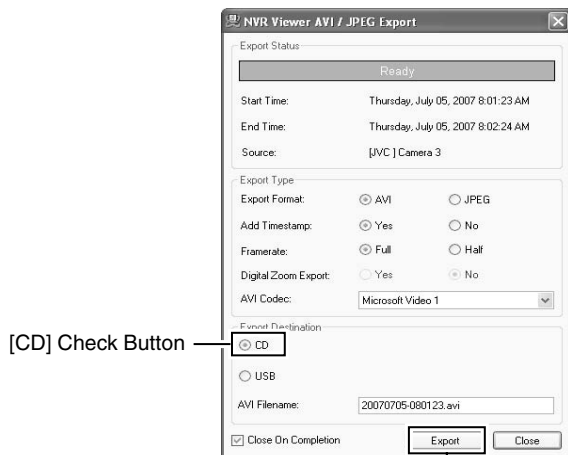 NVR Viewer AVI / JPEG Export
Export Status
Ready
Start Time: Thursday, July 05, 2007 8:01:23 AM
End Time: Thursday, July 05, 2007 8:02:24 AM
Source: [JVC ] Camera 3
Export Type
Export Format: AVI JPEG
Add Timestamp: Yes No
Framerate: Full Half
Digital Zoom Export: Yes No
AVI Codec: Microsoft Video 1
Export Destination
[CD] Check Button CD
USB
AVI Filename: 20070705-080123.avi
Close On Completion Export Close